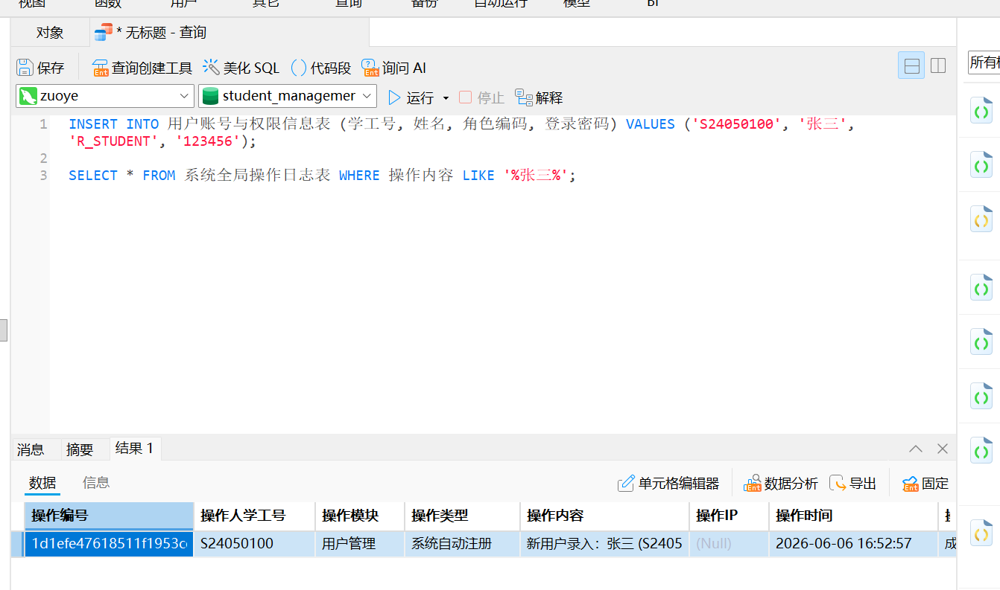 视图 函数 用户 其它 查询 备份 自动运行 模型 BI
对象 * 无标题 - 查询
所有
保存 Ent 查询创建工具 美化 SQL () 代码段 ? Ent 询问 AI
zuoye student_managemer 运行 停止 解释
1 INSERT INTO 用户账号与权限信息表 (学工号, 姓名, 角色编码, 登录密码) VALUES ('S24050100', '张三',
'R_STUDENT', '123456');
2
3 SELECT * FROM 系统全局操作日志表 WHERE 操作内容 LIKE '%张三%';
消息 摘要 结果 1
数据 信息 单元格编辑器 Ent 数据分析 导出 Ent 固定
操作编号 操作人学工号 操作模块 操作类型 操作内容 操作IP 操作时间
1d1efe47618511f1953c S24050100 用户管理 系统自动注册 新用户录入：张三 (S2405 (Null) 2026-06-06 16:52:57 成